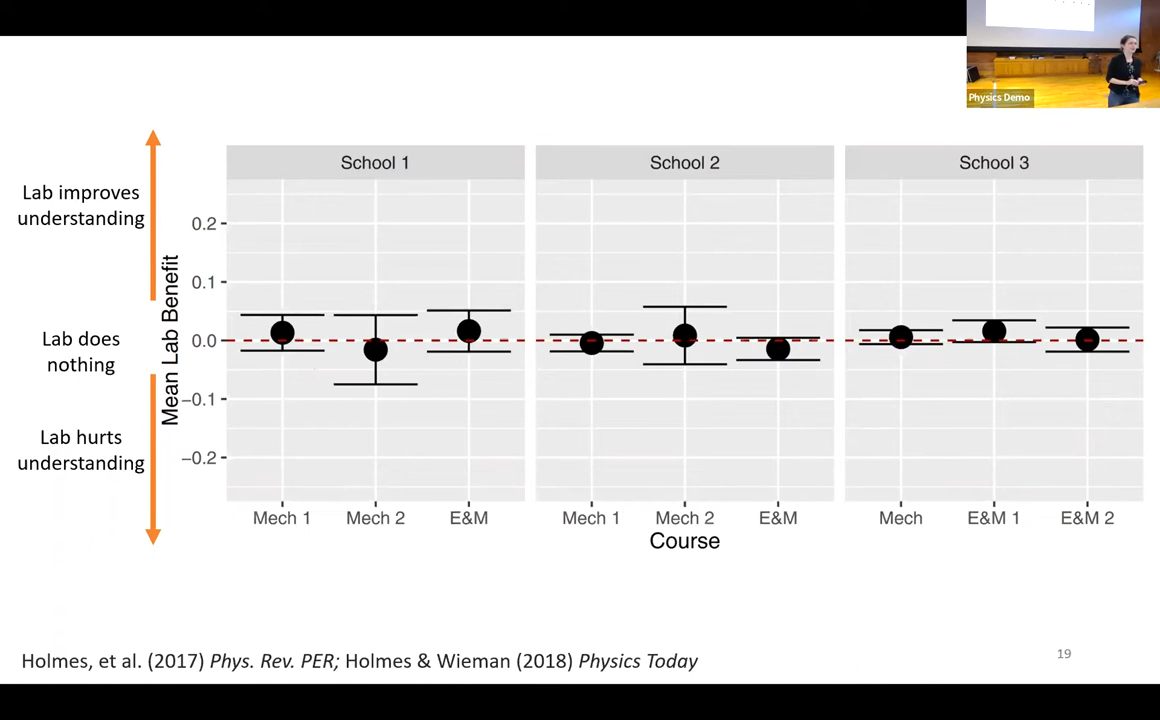 Physics Demo
School 1
School 2
School 3
Lab improves
understanding
Lab does
nothing
Lab hurts
understanding
Mean Lab Benefit
0.2
0.1
0.0
−0.1
−0.2
Mech 1
Mech 2
E&M
Mech 1
Mech 2
E&M
Mech
E&M 1
E&M 2
Course
Holmes, et al. (2017) Phys. Rev. PER; Holmes & Wieman (2018) Physics Today
19